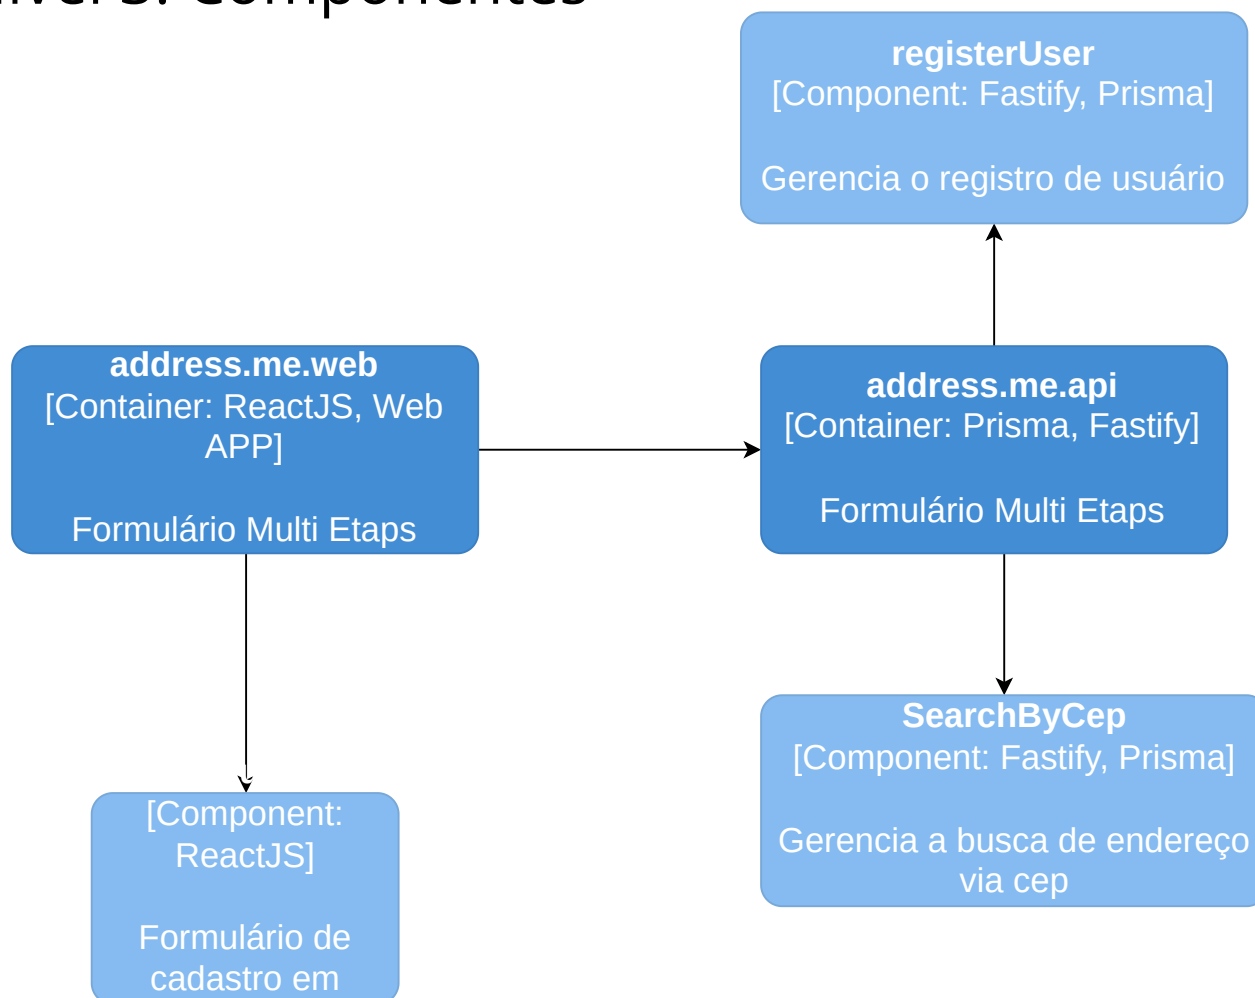 3: Componentes
registerUser
[Component: Fastify, Prisma]
Gerencia o registro de usuário
address.me.web
[Container: ReactJS, Web
APP]
Formulário Multi Etaps
address.me.api
[Container: Prisma, Fastify]
Formulário Multi Etaps
SearchByCep
[Component: Fastify, Prisma]
Gerencia a busca de endereço
via cep
[Component:
ReactJS]
Formulário de
cadastro em